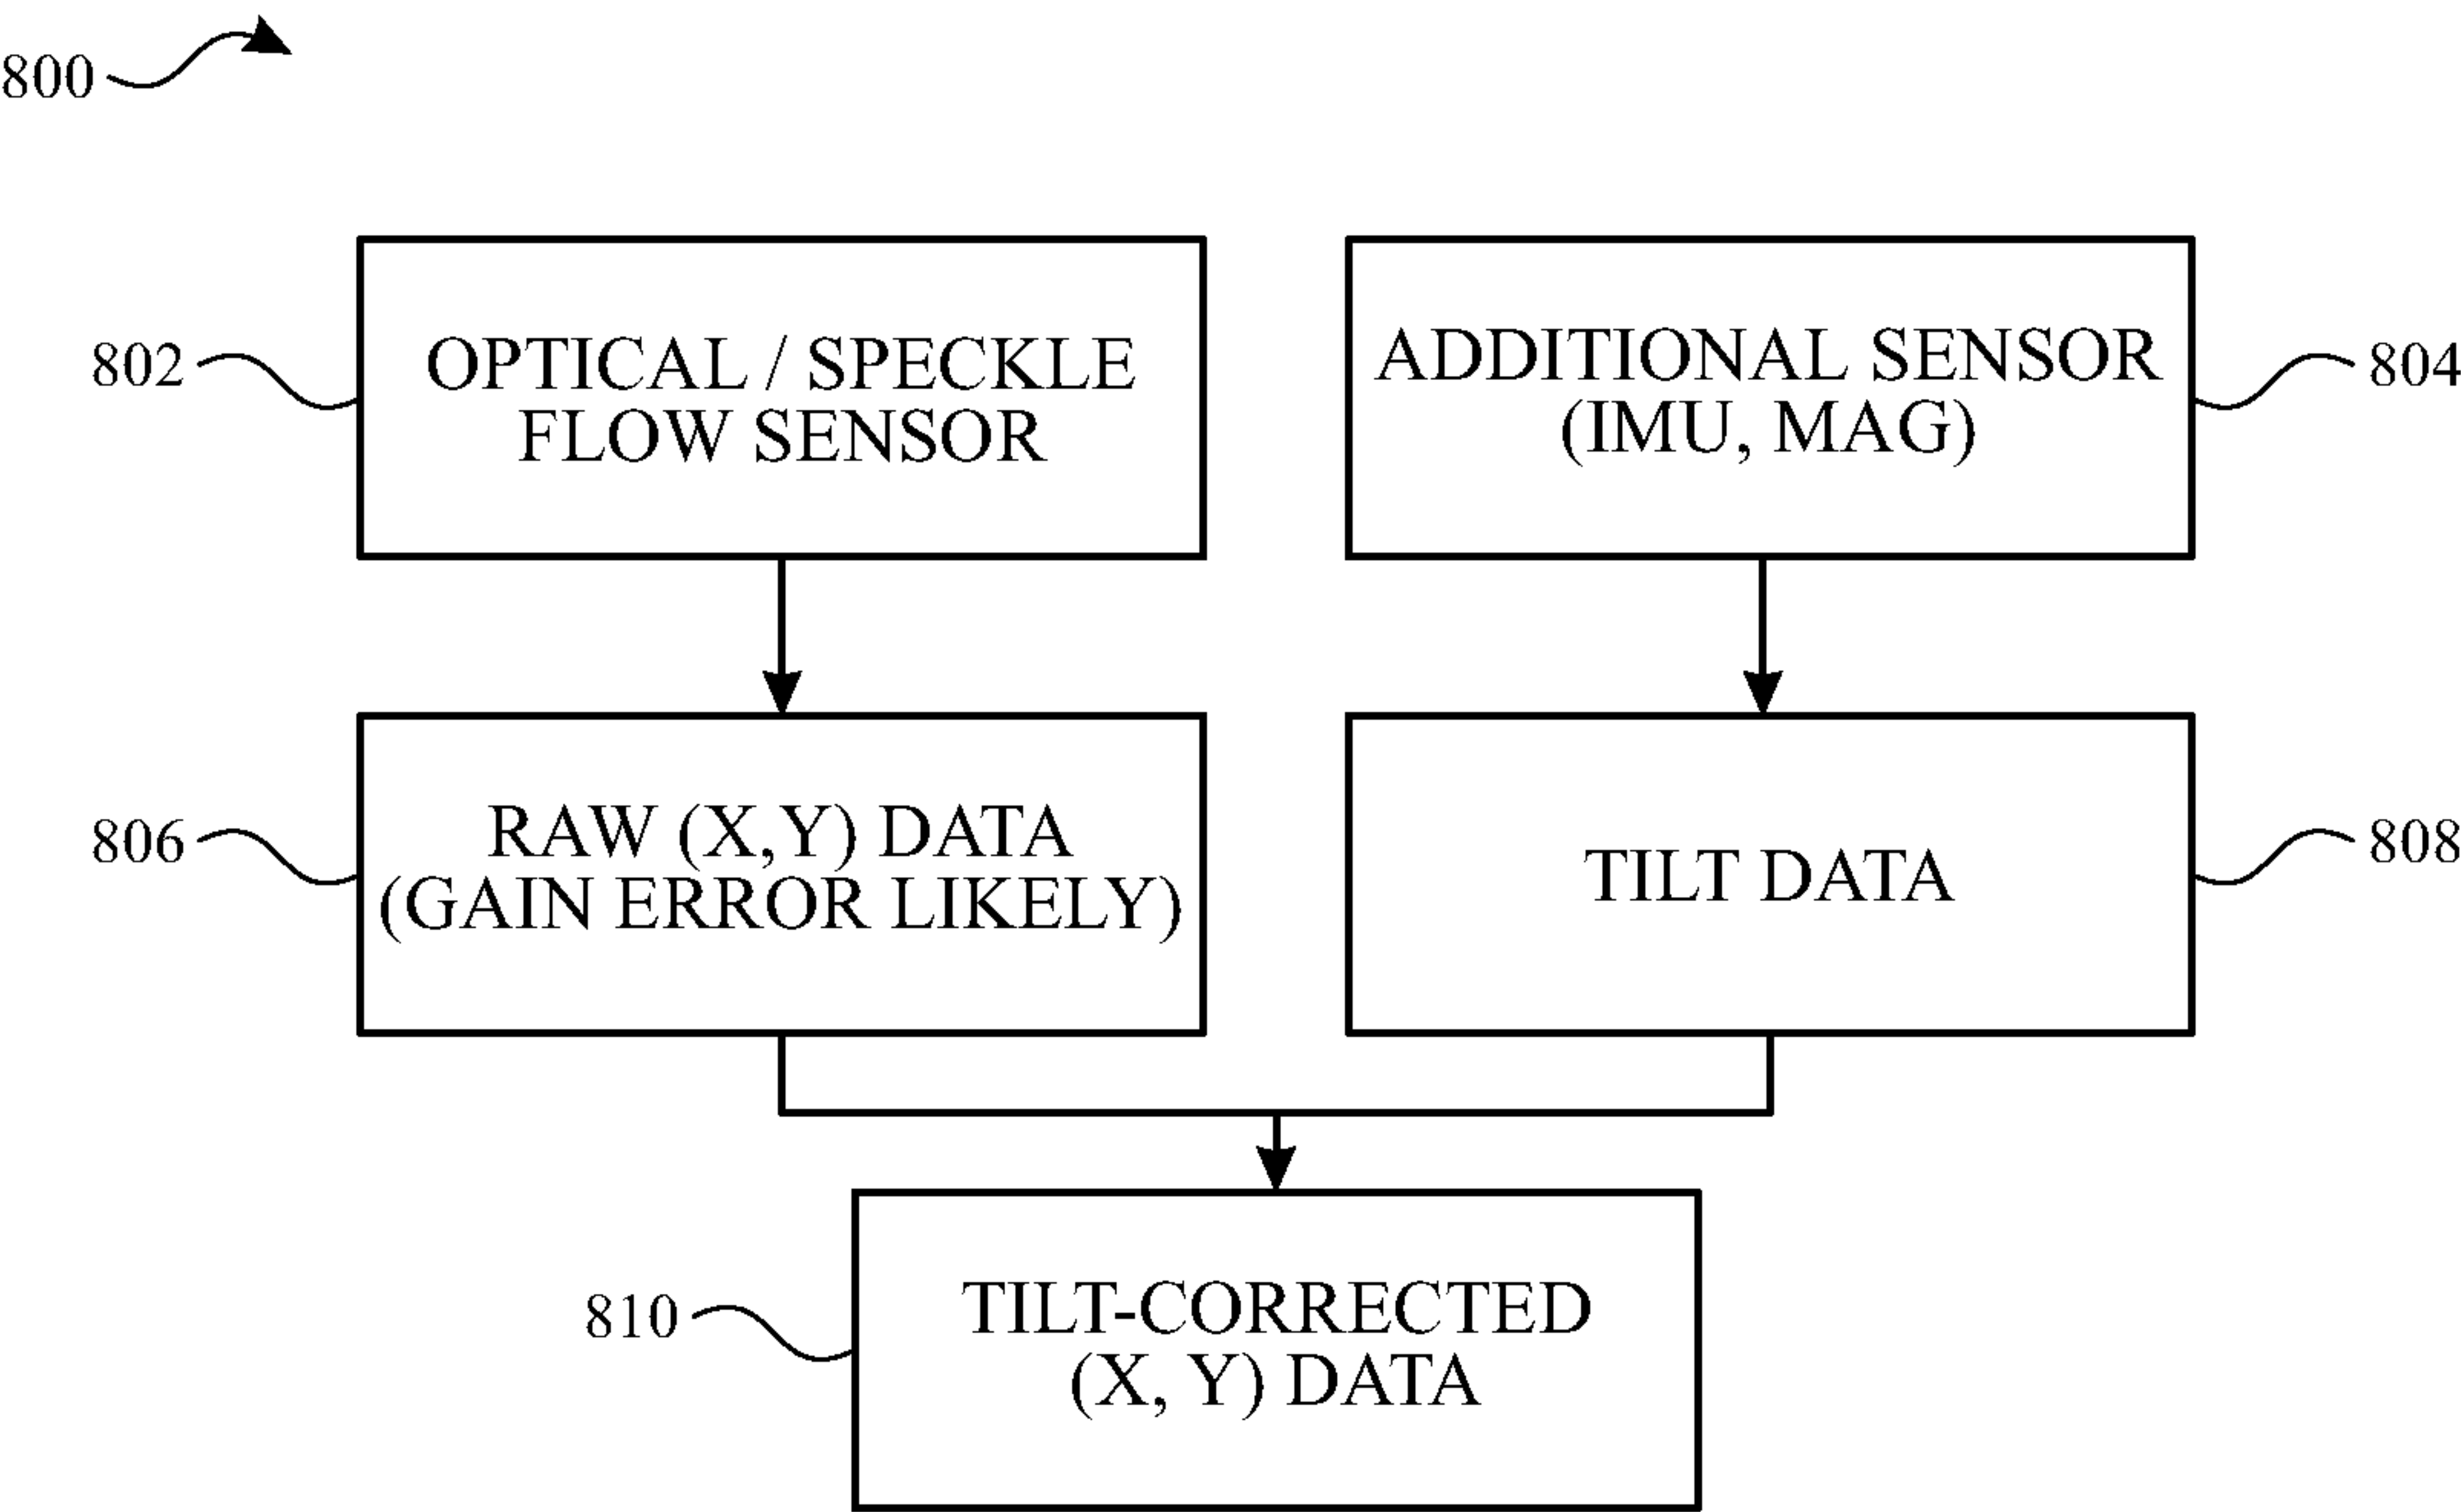 800
802
OPTICAL / SPECKLE
FLOW SENSOR
ADDITIONAL SENSOR
(IMU, MAG)
804
806
RAW (X,Y) DATA
(GAIN ERROR LIKELY)
TILT DATA
808
810
TILT-CORRECTED
(X, Y) DATA